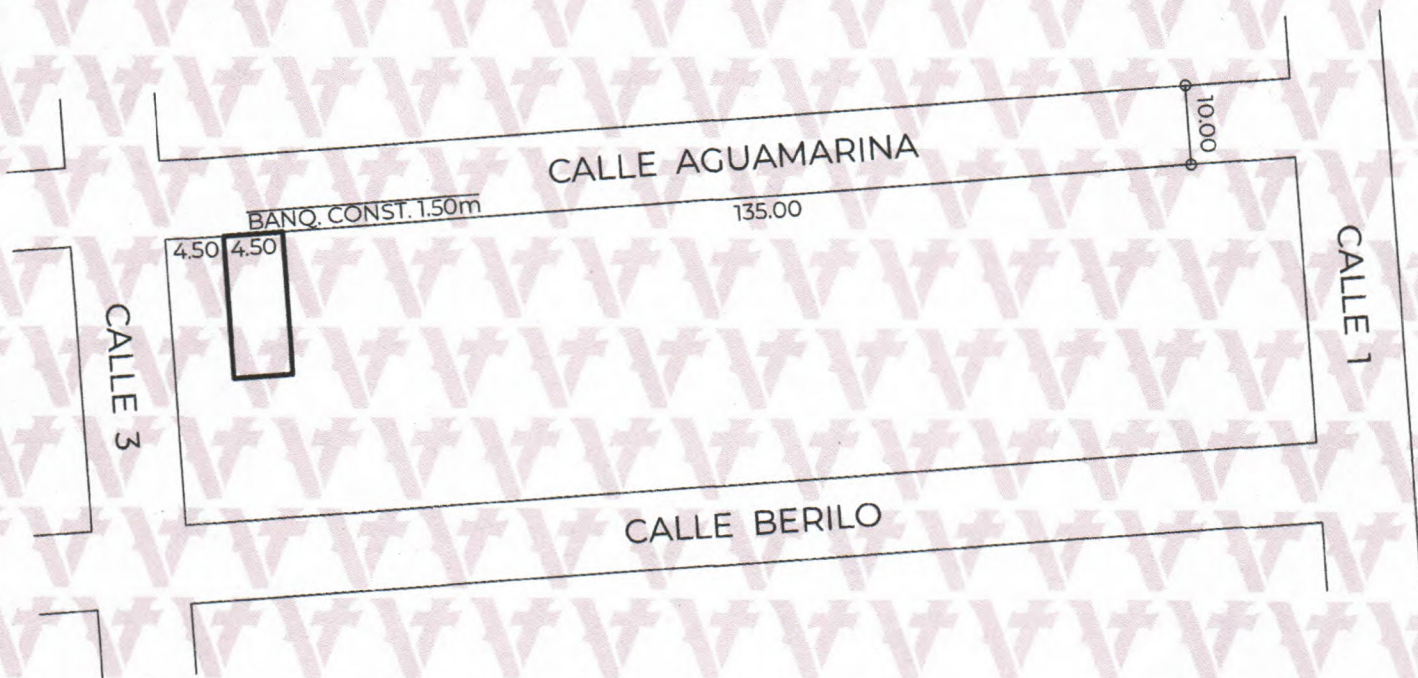 10.00
CALLE AGUAMARINA
BANQ. CONST. 1.50m
135.00
4.50 4.50
CALLE 3
CALLE 1
CALLE BERILO